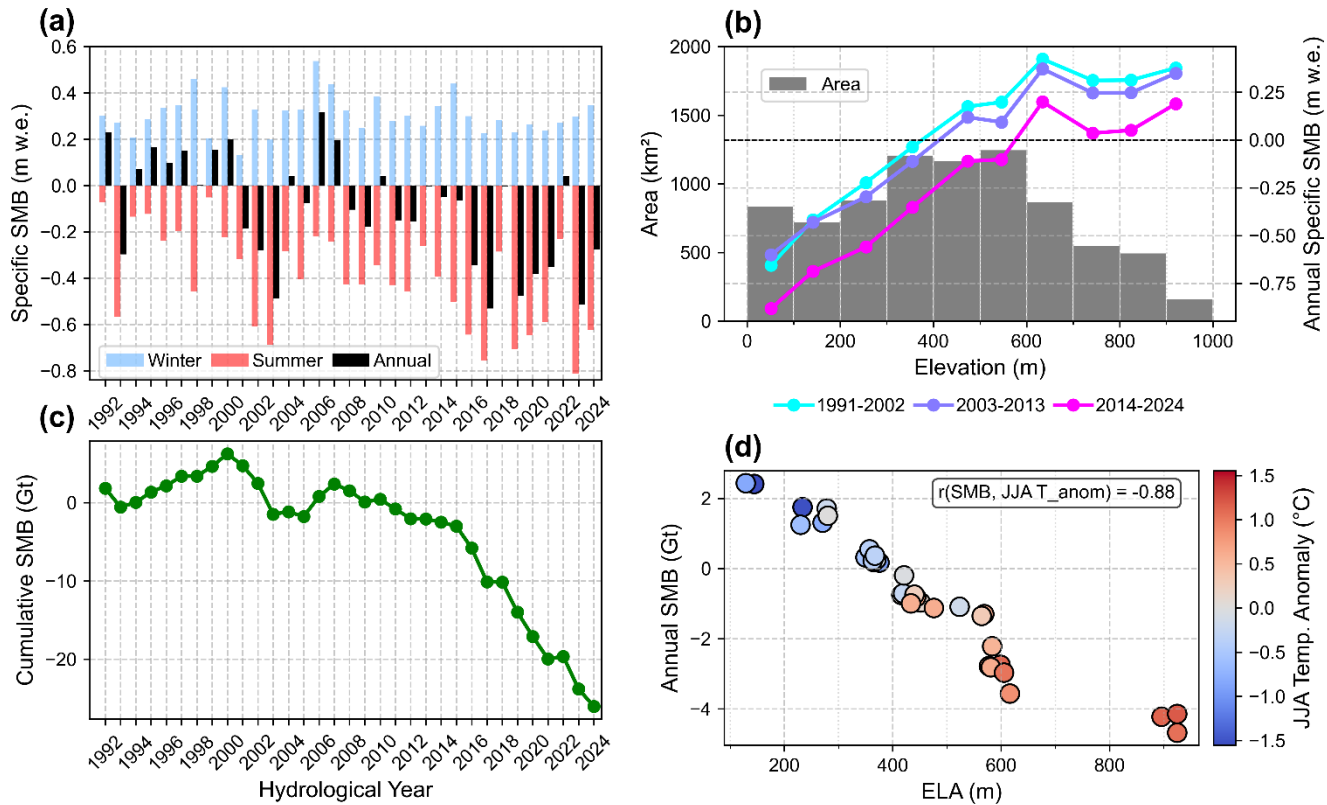 (a)
Specific SMB (m w.e.)
0.6
0.4
0.2
0.0
−0.2
−0.4
−0.6
−0.8
Winter Summer Annual
1992 1994 1996 1998 2000 2002 2004 2006 2008 2010 2012 2014 2016 2018 2020 2022 2024
(b)
Area (km²)
2000
1500
1000
500
0
Area
0.25
0.00
−0.25
−0.50
−0.75
Annual Specific SMB (m w.e.)
0 200 400 600 800 1000
Elevation (m)
1991-2002 2003-2013 2014-2024
(c)
Cumulative SMB (Gt)
0
−10
−20
1992 1994 1996 1998 2000 2002 2004 2006 2008 2010 2012 2014 2016 2018 2020 2022 2024
Hydrological Year
(d)
Annual SMB (Gt)
2
0
−2
−4
r(SMB, JJA T_anom) = -0.88
200 400 600 800
ELA (m)
1.5
1.0
0.5
0.0
−0.5
−1.0
−1.5
JJA Temp. Anomaly (°C)